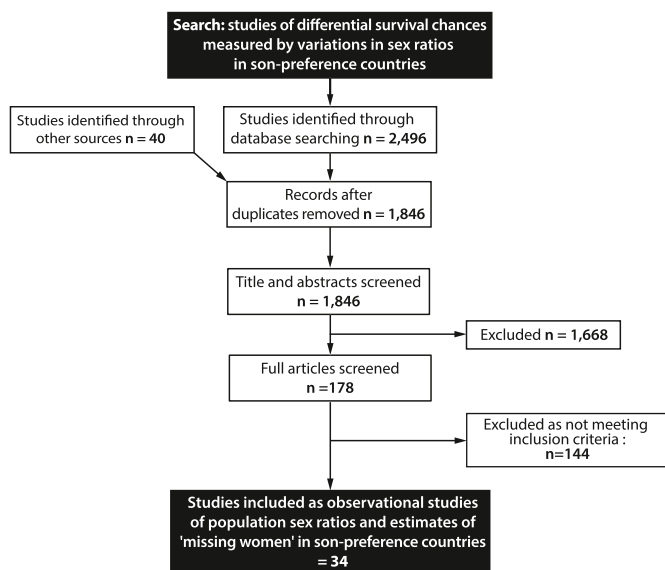 Search: studies of differential survival chances
measured by variations in sex ratios
in son-preference countries
Studies identified through
other sources n = 40
Studies identified through
database searching n = 2,496
Records after
duplicates removed n = 1,846
Title and abstracts screened
n = 1,846
Excluded n = 1,668
Full articles screened
n =178
Excluded as not meeting
inclusion criteria :
n=144
Studies included as observational studies
of population sex ratios and estimates of
'missing women' in son-preference countries
= 34